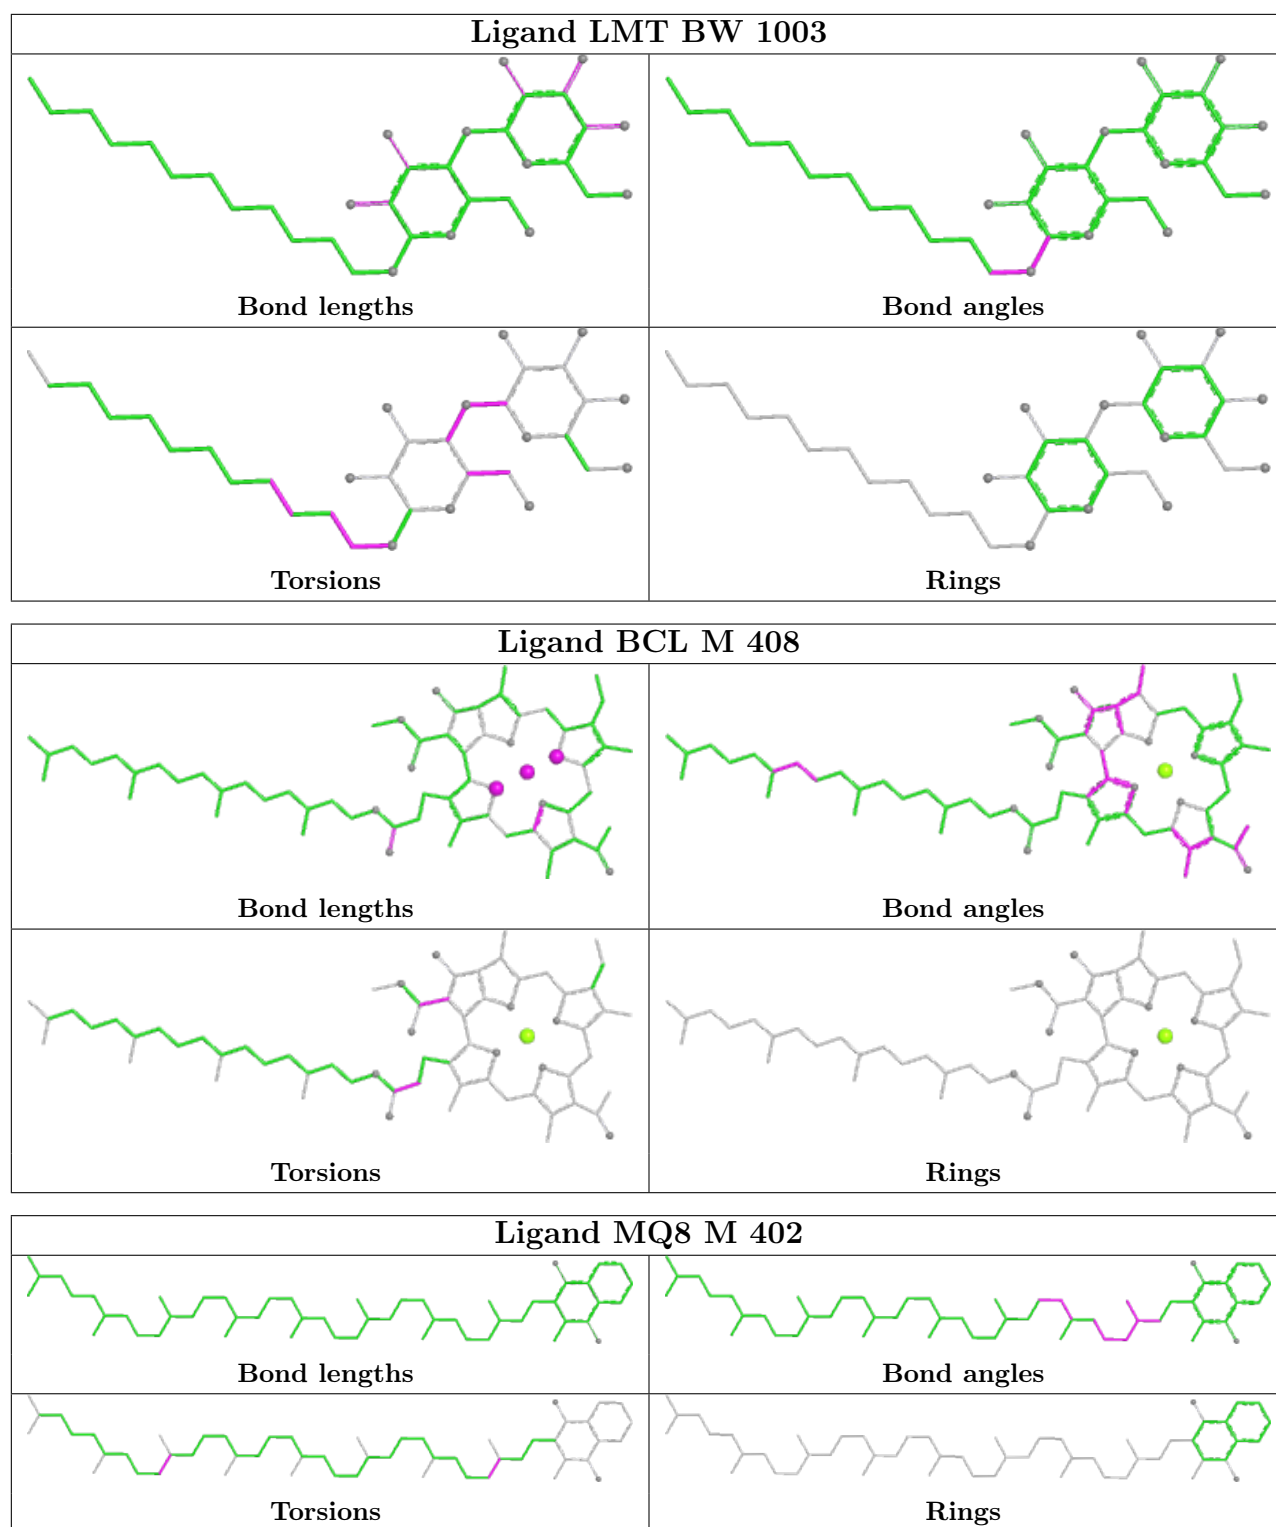 Ligand LMT BW 1003
Bond lengths
Bond angles
Torsions
Rings
Ligand BCL M 408
Bond lengths
Bond angles
Torsions
Rings
Ligand MQ8 M 402
Bond lengths
Bond angles
Torsions
Rings